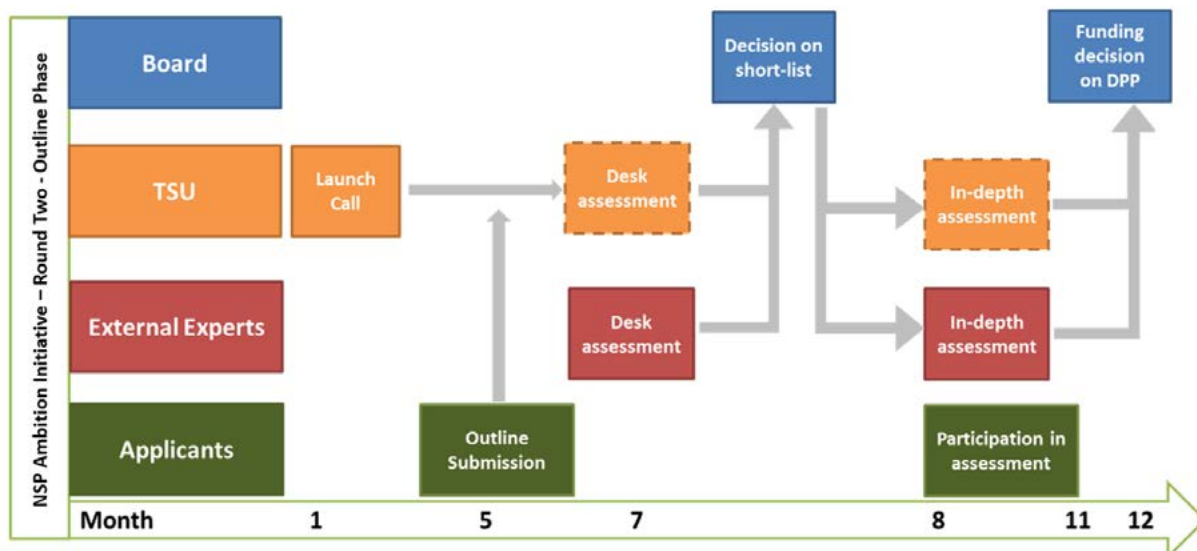 NSP Ambition Initiative – Round Two - Outline Phase
Board
Decision on
short-list
Funding
decision
on DPP
TSU
Launch
Call
Desk
assessment
In-depth
assessment
External Experts
Desk
assessment
In-depth
assessment
Applicants
Outline
Submission
Participation in
assessment
Month 1 5 7 8 11 12